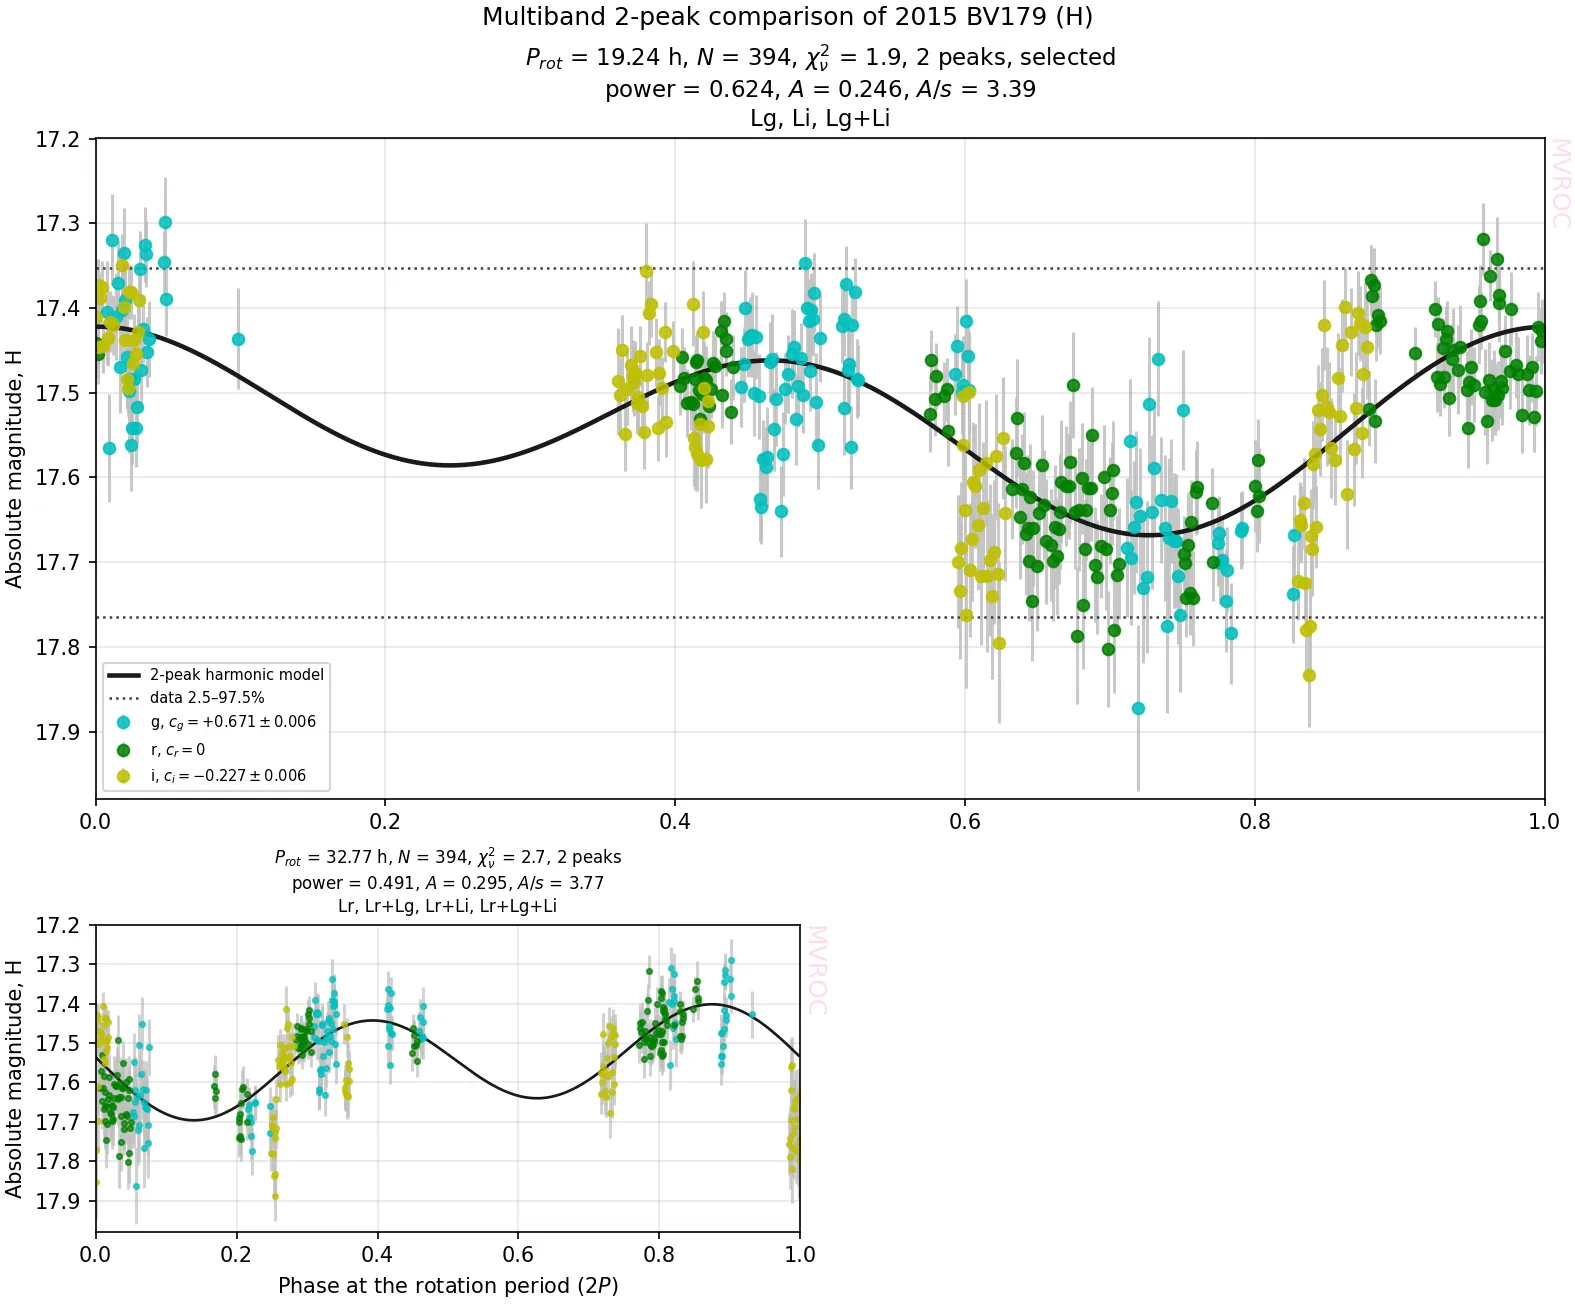 Multiband 2-peak comparison of 2015 BV179 (H)
P_rot = 19.24 h, N = 394, χ²_ν = 1.9, 2 peaks, selected
power = 0.624, A = 0.246, A/s = 3.39
Lg, Li, Lg+Li
17.2
17.3
17.4
17.5
17.6
17.7
17.8
17.9
Absolute magnitude, H
2-peak harmonic model
data 2.5–97.5%
g, c_g = +0.671 ± 0.006
r, c_r = 0
i, c_i = −0.227 ± 0.006
0.0 0.2 0.4 0.6 0.8 1.0
MVROC
P_rot = 32.77 h, N = 394, χ²_ν = 2.7, 2 peaks
power = 0.491, A = 0.295, A/s = 3.77
Lr, Lr+Lg, Lr+Li, Lr+Lg+Li
17.2
17.3
17.4
17.5
17.6
17.7
17.8
17.9
Absolute magnitude, H
0.0 0.2 0.4 0.6 0.8 1.0
Phase at the rotation period (2P)
MVROC